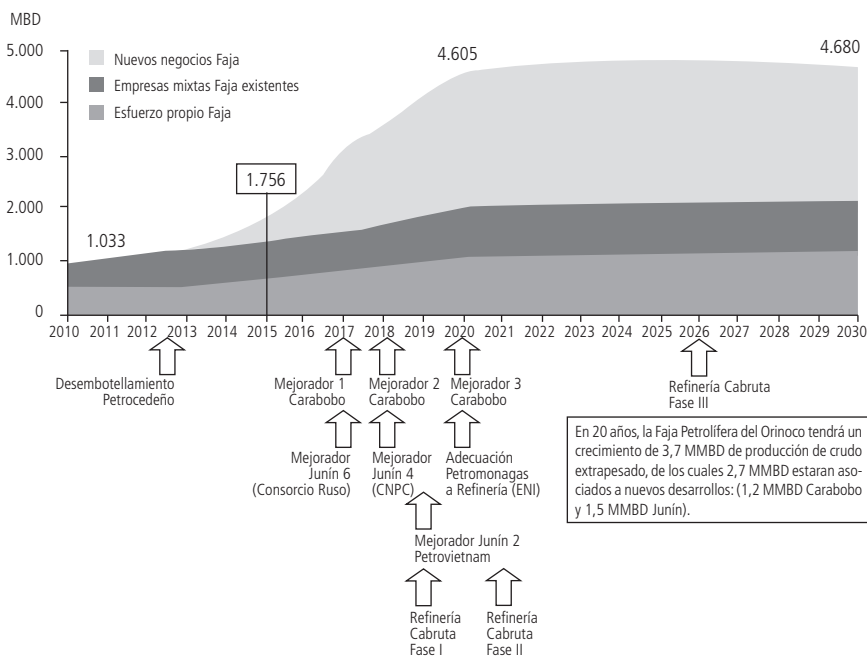 MBD
5.000
4.000
3.000
2.000
1.000
0
Nuevos negocios Faja
Empresas mixtas Faja existentes
Esfuerzo propio Faja
1.033
1.756
4.605
4.680
2010 2011 2012 2013 2014 2015 2016 2017 2018 2019 2020 2021 2022 2023 2024 2025 2026 2027 2028 2029 2030
Desembotellamiento
Petrocedeño
Mejorador 1
Carabobo
Mejorador 2
Carabobo
Mejorador 3
Carabobo
Refinería Cabruta
Fase III
Mejorador
Junín 6
(Consorcio Ruso)
Mejorador
Junín 4
(CNPC)
Adecuación
Petromonagas
a Refinería (ENI)
Mejorador Junín 2
Petrovietnam
Refinería
Cabruta
Fase I
Refinería
Cabruta
Fase II
En 20 años, la Faja Petrolífera del Orinoco tendrá un
crecimiento de 3,7 MMBD de producción de crudo
extrapesado, de los cuales 2,7 MMBD estaran aso-
ciados a nuevos desarrollos: (1,2 MMBD Carabobo
y 1,5 MMBD Junín).